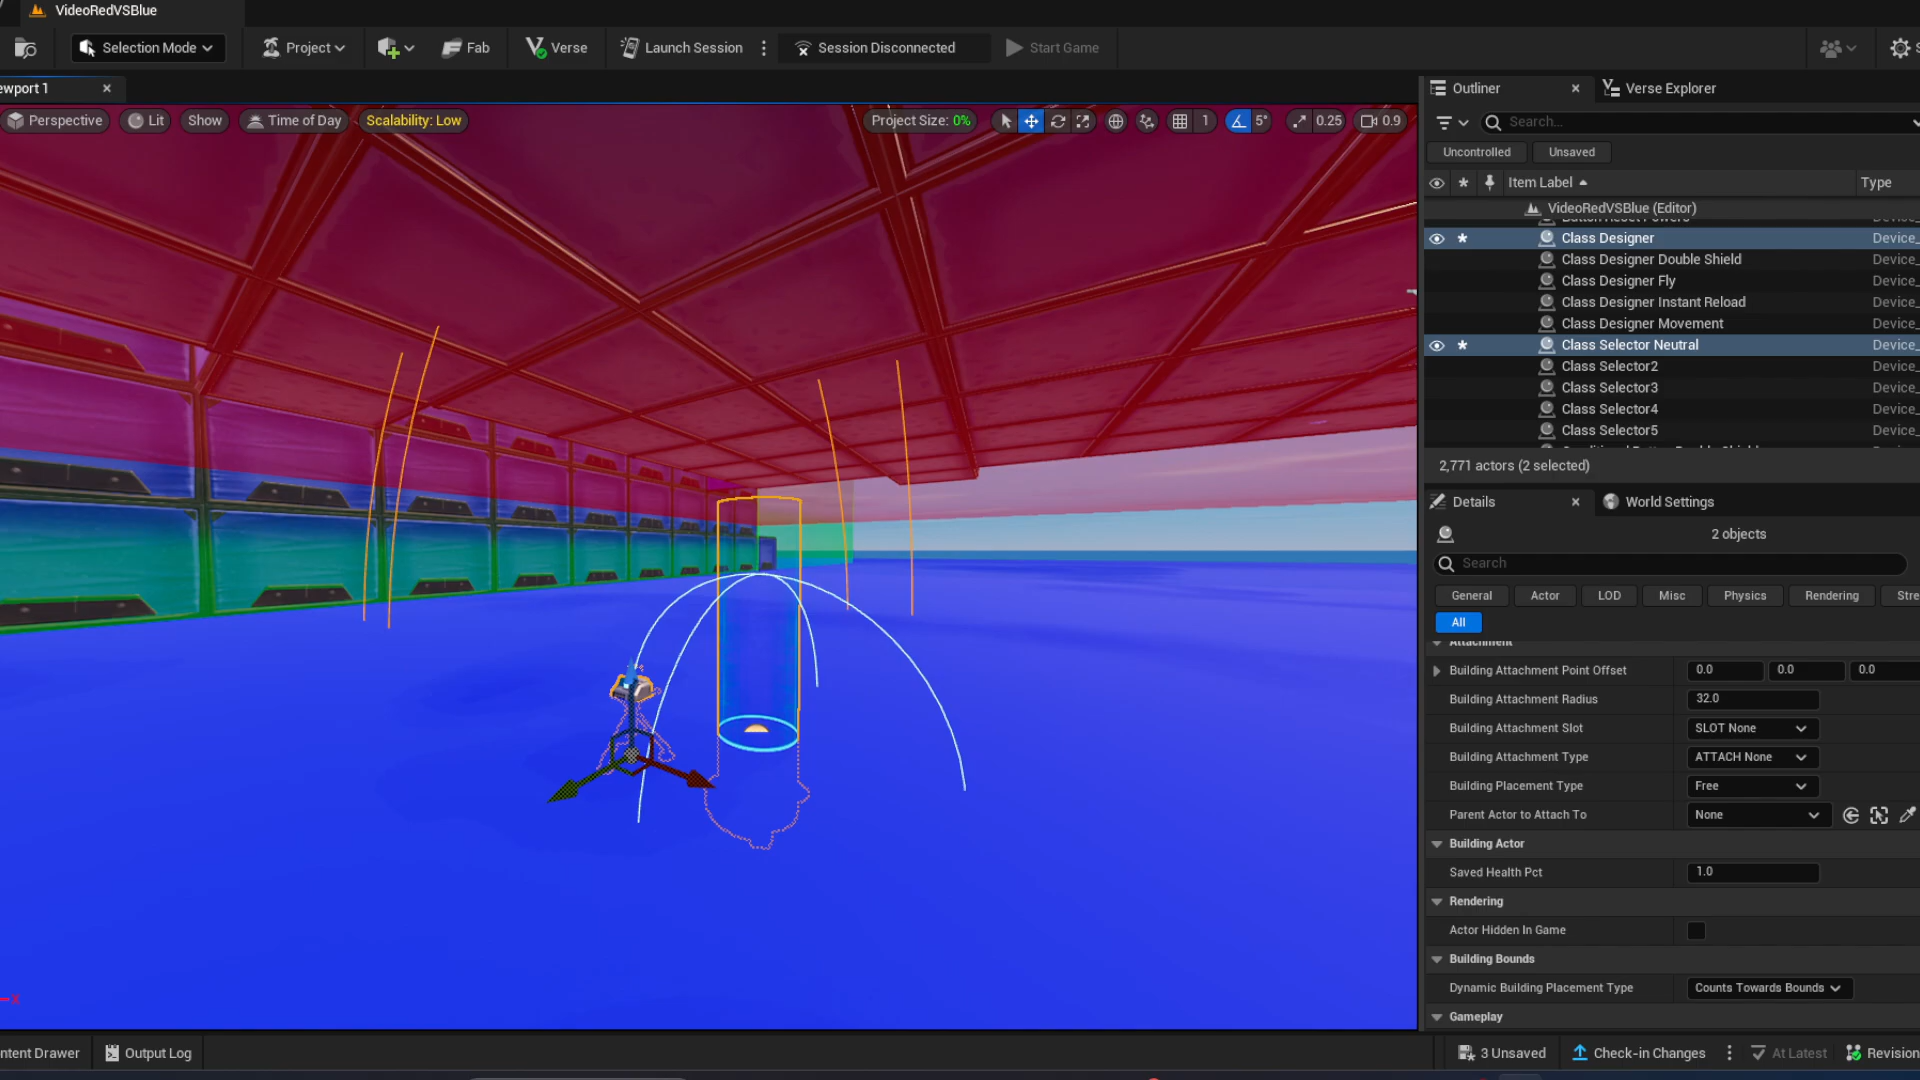 VideoRedVSBlue
Selection Mode
Project
Fab
Verse
Launch Session
Session Disconnected
Start Game
ewport 1
Perspective
Lit
Show
Time of Day
Scalability: Low
Project Size: 0%
1
5°
0.25
0.9
Outliner
Verse Explorer
Search...
Uncontrolled
Unsaved
Item Label
Type
VideoRedVSBlue (Editor)
Class Designer Device_
Class Designer Double Shield Device_
Class Designer Fly Device_
Class Designer Instant Reload Device_
Class Designer Movement Device_
Class Selector Neutral Device_
Class Selector2 Device_
Class Selector3 Device_
Class Selector4 Device_
Class Selector5 Device_
2,771 actors (2 selected)
Details
World Settings
2 objects
Search
General
Actor
LOD
Misc
Physics
Rendering
Stre
All
Attachment
Building Attachment Point Offset 0.0 0.0 0.0
Building Attachment Radius 32.0
Building Attachment Slot SLOT None
Building Attachment Type ATTACH None
Building Placement Type Free
Parent Actor to Attach To None
Building Actor
Saved Health Pct 1.0
Rendering
Actor Hidden In Game
Building Bounds
Dynamic Building Placement Type Counts Towards Bounds
Gameplay
ntent Drawer
Output Log
3 Unsaved
Check-in Changes
At Latest
Revision
x